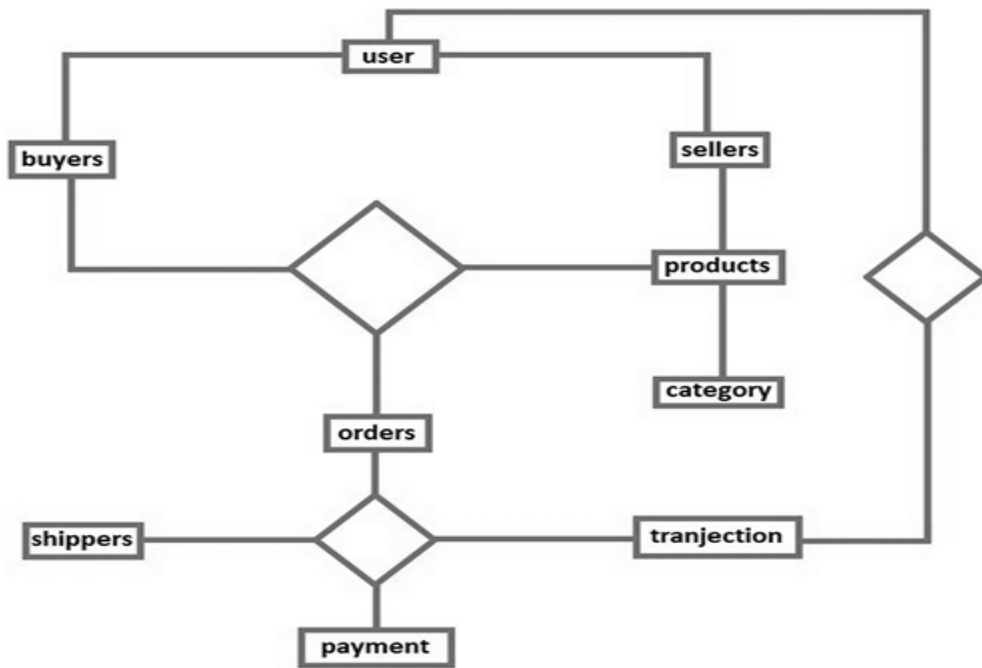 user
buyers
sellers
products
category
orders
shippers
tranjection
payment